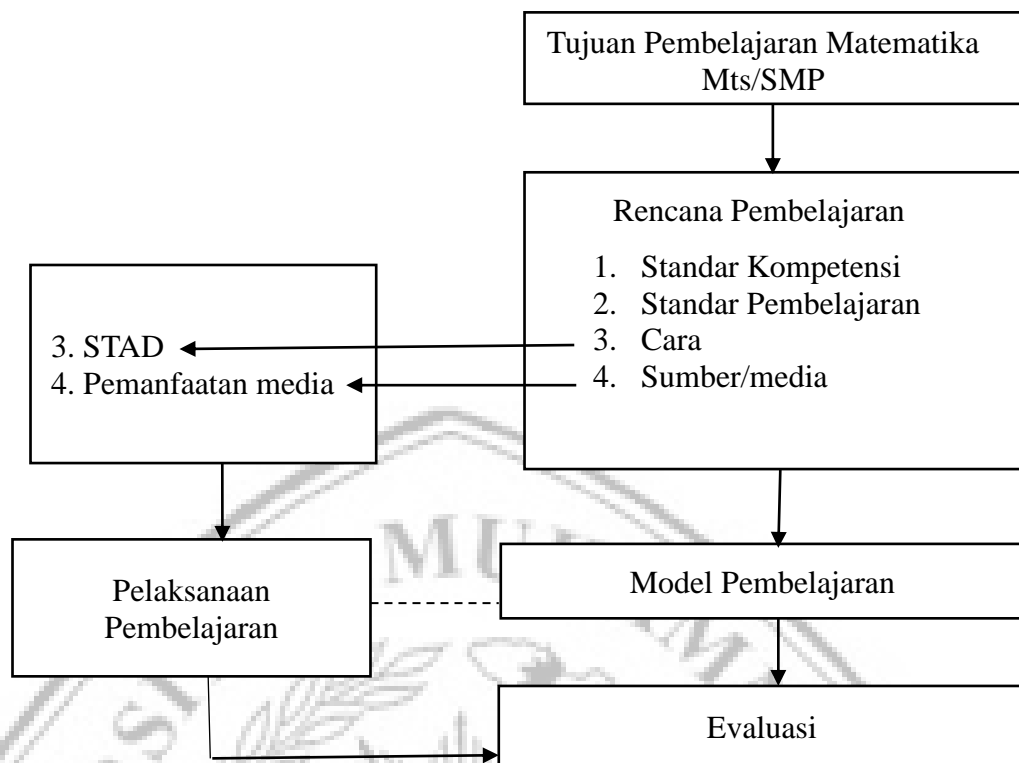 Tujuan Pembelajaran Matematika
Mts/SMP
Rencana Pembelajaran
1. Standar Kompetensi
2. Standar Pembelajaran
3. Cara
4. Sumber/media
3. STAD
4. Pemanfaatan media
Pelaksanaan
Pembelajaran
Model Pembelajaran
Evaluasi